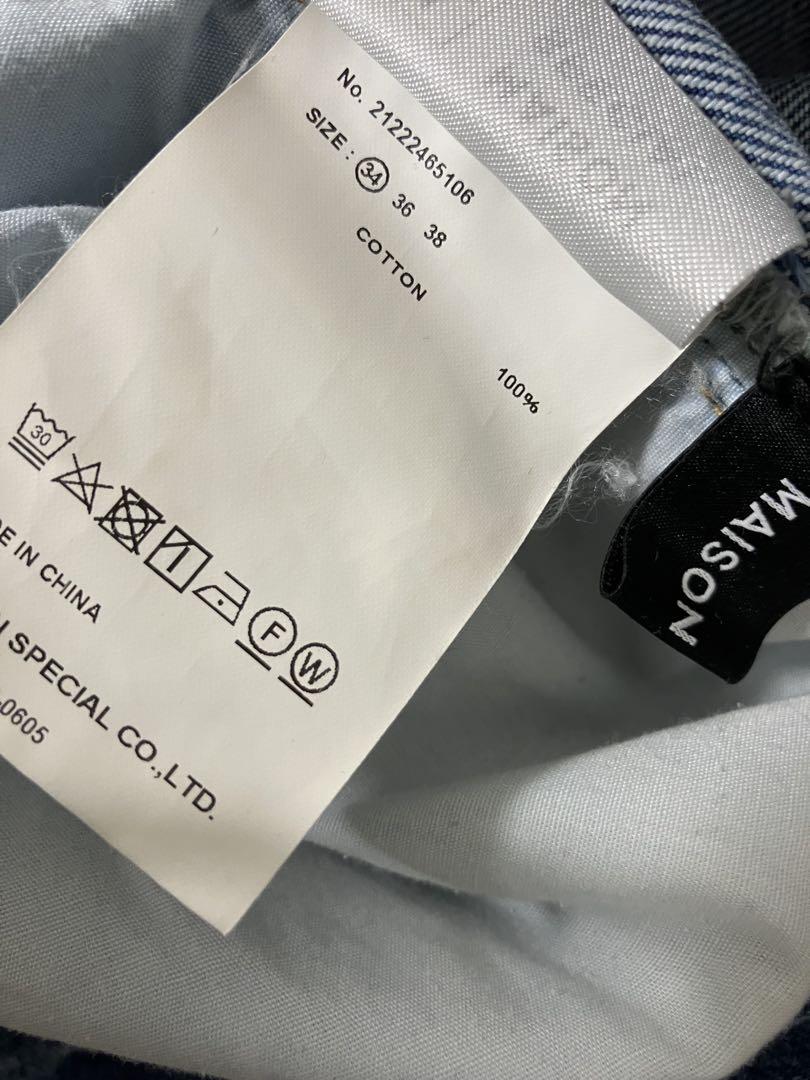 No. 21222465106
SIZE : 34 36 38
COTTON
100%
30
F W
E IN CHINA
SPECIAL CO.,LTD.
0605
MAISON